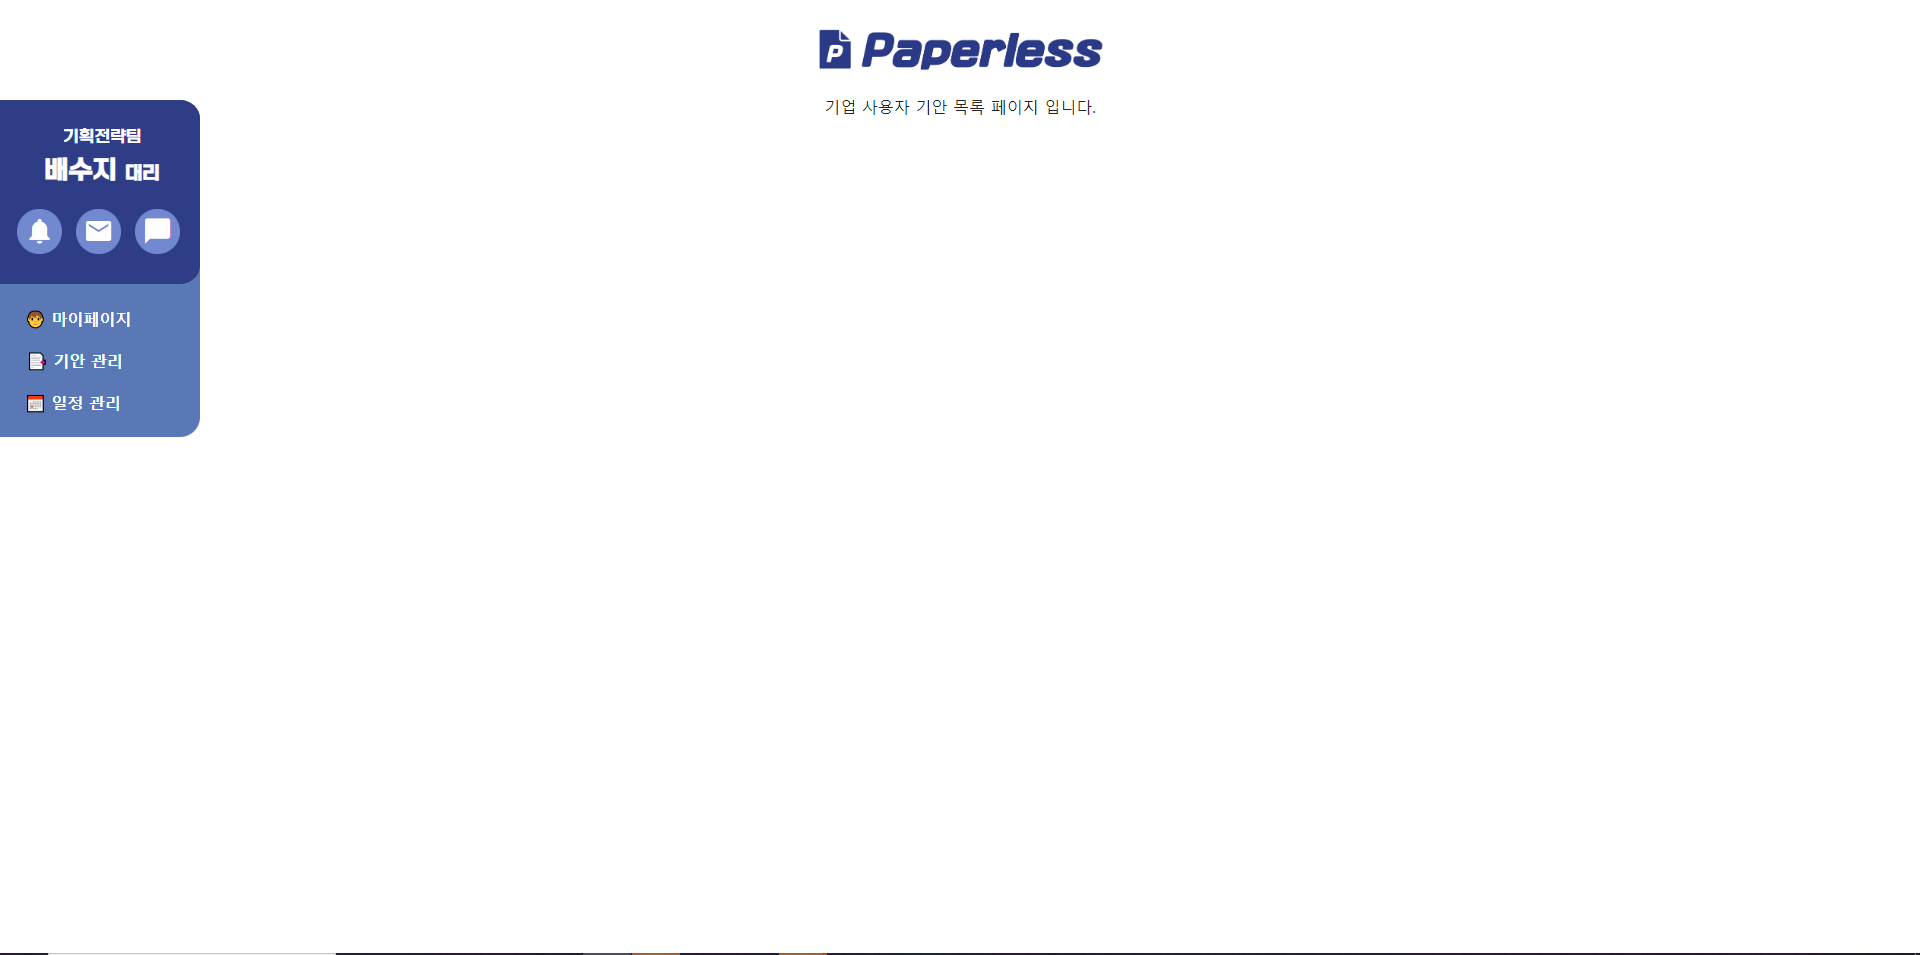 Paperless
기업 사용자 기안 목록 페이지 입니다.
기획전략팀
배수지 대리
마이페이지
기안 관리
일정 관리